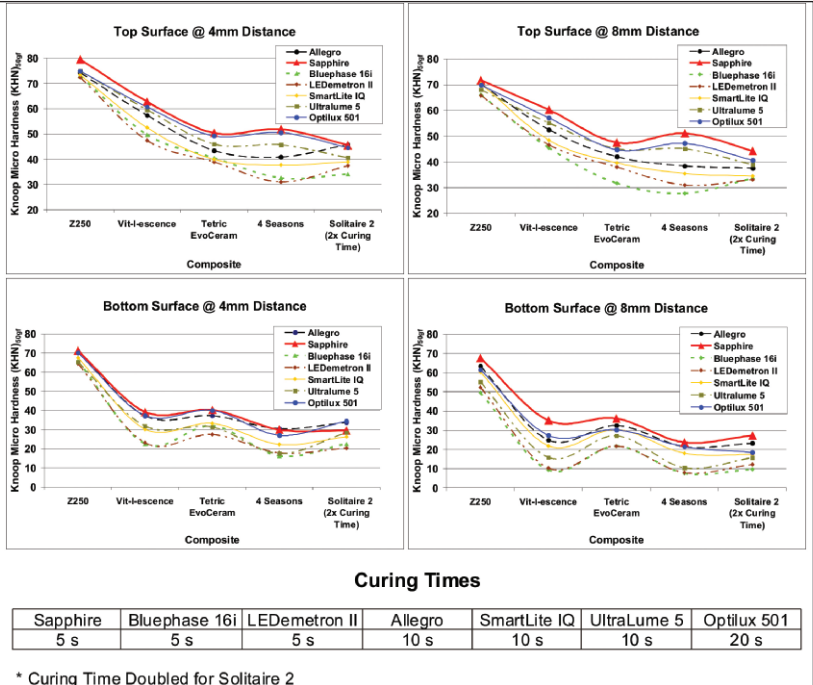 Top Surface @ 4mm Distance
Knoop Micro Hardness (KHN)50gf
80
70
60
50
40
30
20
Allegro
Sapphire
Bluephase 16i
LEDemetron II
SmartLite IQ
Ultralume 5
Optilux 501
Z250 Vit-l-escence Tetric EvoCeram 4 Seasons Solitaire 2 (2x Curing Time)
Composite
Top Surface @ 8mm Distance
Knoop Micro Hardness (KHN)50gf
80
70
60
50
40
30
20
Allegro
Sapphire
Bluephase 16i
LEDemetron II
SmartLite IQ
Ultralume 5
Optilux 501
Z250 Vit-l-escence Tetric EvoCeram 4 Seasons Solitaire 2 (2x Curing Time)
Composite
Bottom Surface @ 4mm Distance
Knoop Micro Hardness (KHN)50gf
80
70
60
50
40
30
20
10
0
Allegro
Sapphire
Bluephase 16i
LEDemetron II
SmartLite IQ
Ultralume 5
Optilux 501
Z250 Vit-l-escence Tetric EvoCeram 4 Seasons Solitaire 2 (2x Curing Time)
Composite
Bottom Surface @ 8mm Distance
Knoop Micro Hardness (KHN)50gf
80
70
60
50
40
30
20
10
0
Allegro
Sapphire
Bluephase 16i
LEDemetron II
SmartLite IQ
Ultralume 5
Optilux 501
Z250 Vit-l-escence Tetric EvoCeram 4 Seasons Solitaire 2 (2x Curing Time)
Composite
Curing Times
Sapphire Bluephase 16i LEDemetron II Allegro SmartLite IQ UltraLume 5 Optilux 501
5 s 5 s 5 s 10 s 10 s 10 s 20 s
* Curing Time Doubled for Solitaire 2